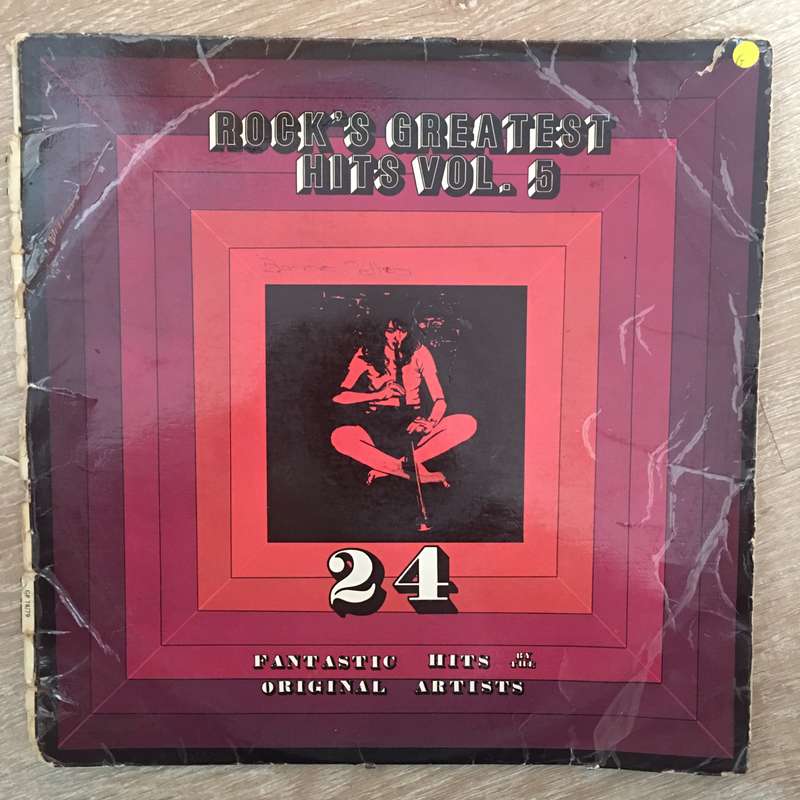 ROCK'S GREATEST
HITS VOL. 5
24
FANTASTIC HITS BY THE
ORIGINAL ARTISTS